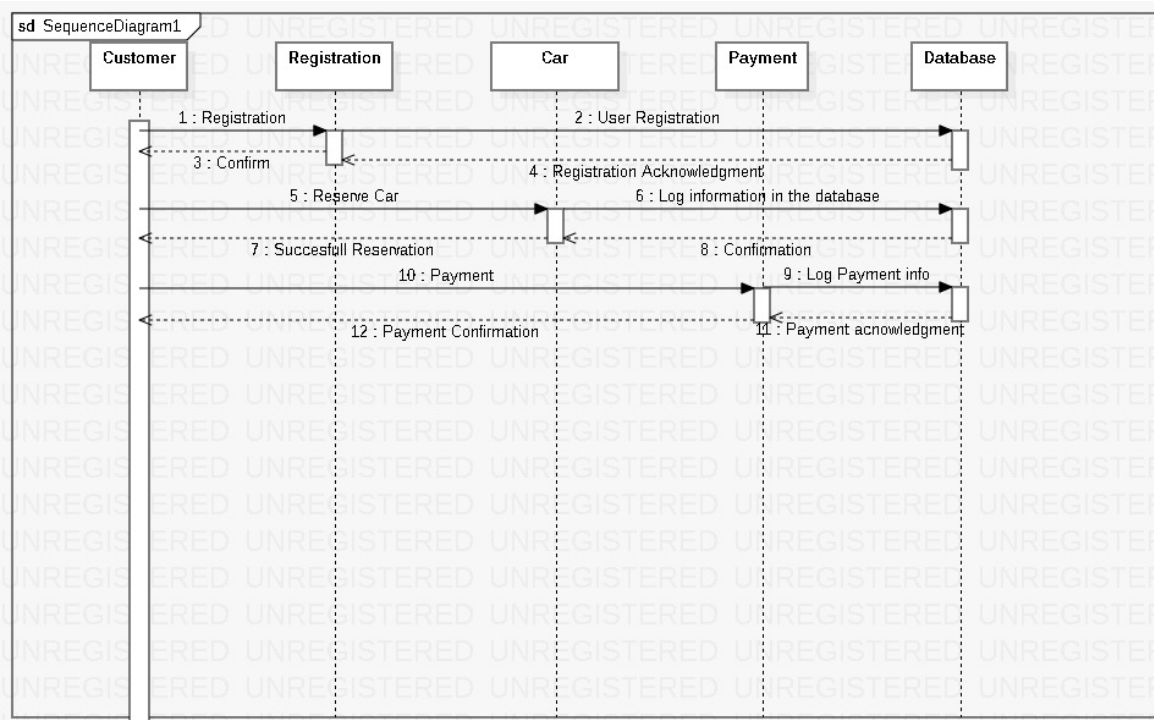 sd SequenceDiagram1
Customer
Registration
Car
Payment
Database
1 : Registration
2 : User Registration
3 : Confirm
4 : Registration Acknowledgment
5 : Reserve Car
6 : Log information in the database
7 : Succesfull Reservation
8 : Confirmation
10 : Payment
9 : Log Payment info
12 : Payment Confirmation
11 : Payment acnowledgment
UNREGISTERED